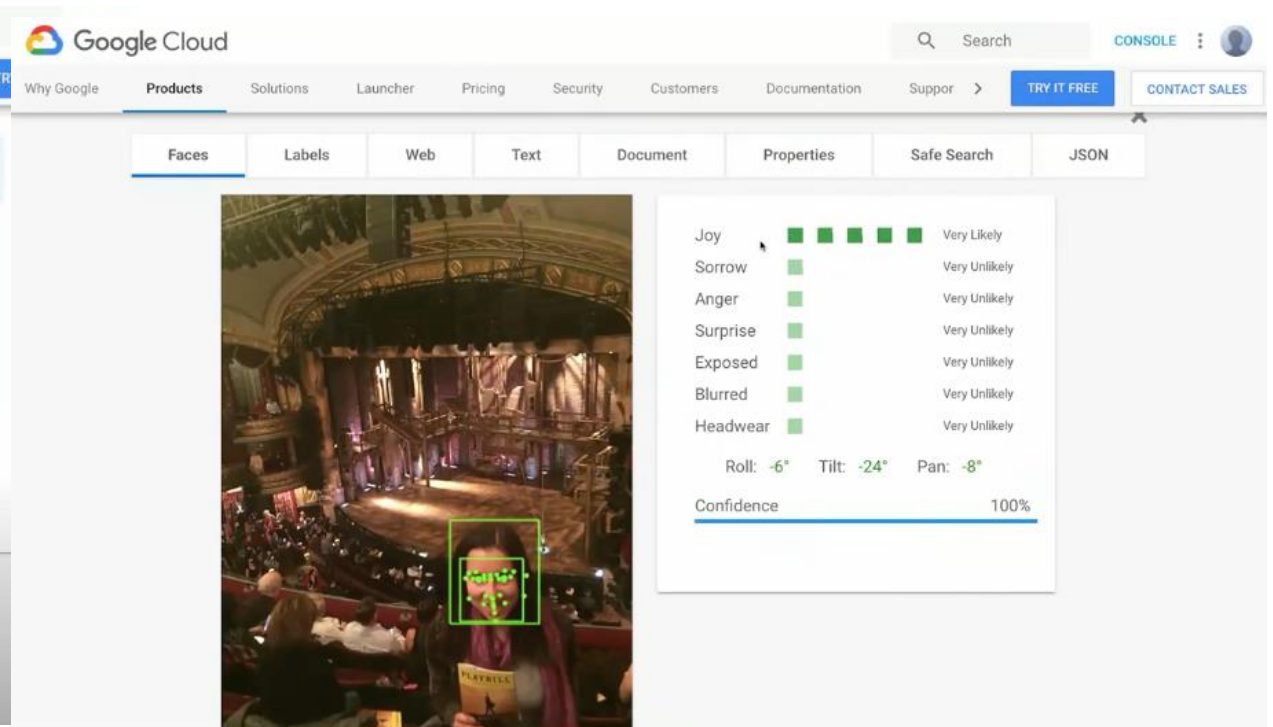 Google Cloud
Search
CONSOLE
Why Google Products Solutions Launcher Pricing Security Customers Documentation Suppor
TRY IT FREE
CONTACT SALES
Faces Labels Web Text Document Properties Safe Search JSON
Joy Very Likely
Sorrow Very Unlikely
Anger Very Unlikely
Surprise Very Unlikely
Exposed Very Unlikely
Blurred Very Unlikely
Headwear Very Unlikely
Roll: -6° Tilt: -24° Pan: -8°
Confidence 100%
PLAYBILL